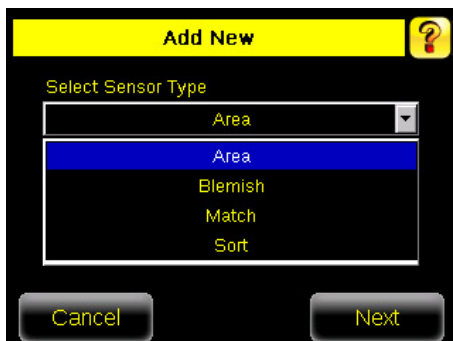 Add New
?
Select Sensor Type
Area
Area
Blemish
Match
Sort
Cancel
Next